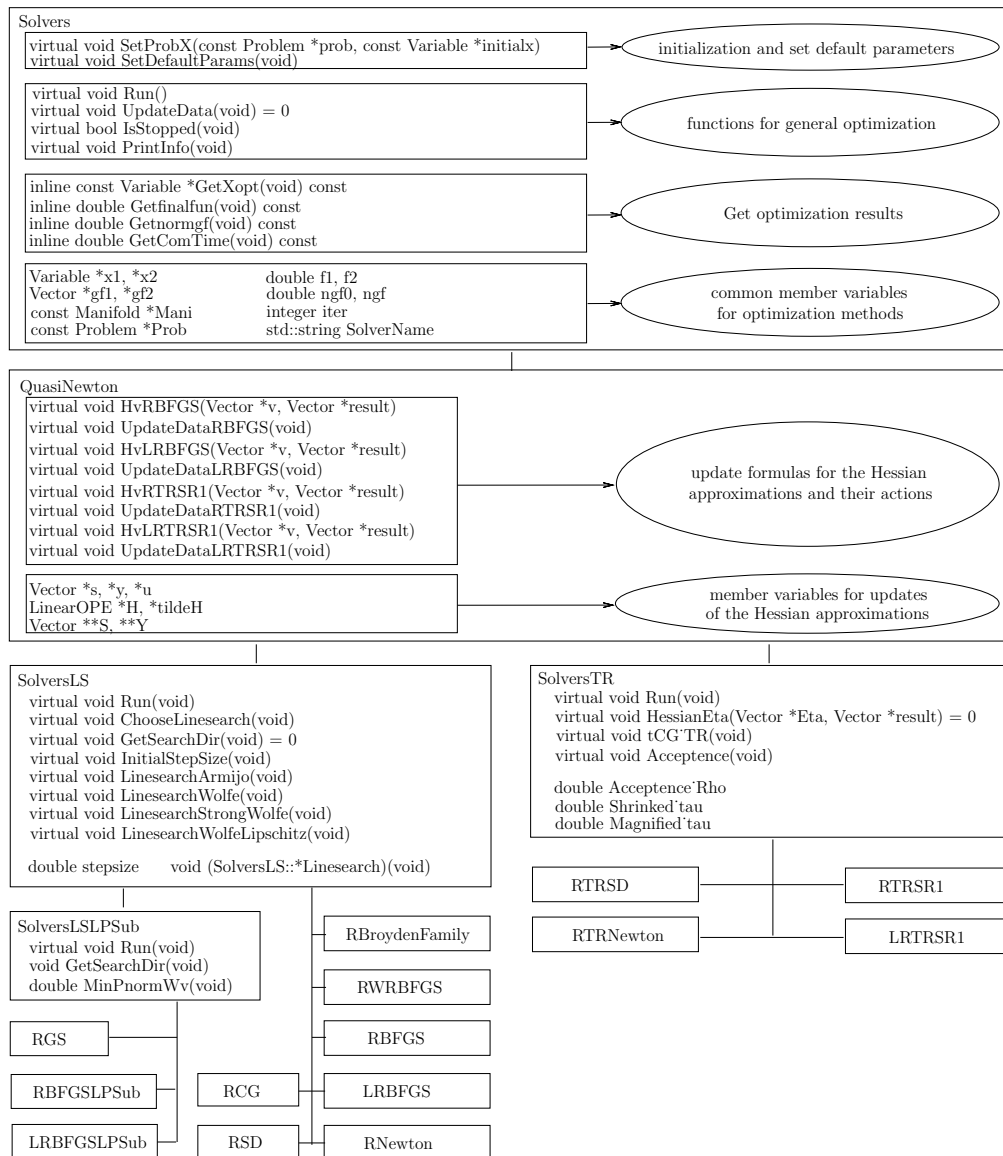 Solvers
virtual void SetProbX(const Problem *prob, const Variable *initialx)
virtual void SetDefaultParams(void)
initialization and set default parameters
virtual void Run()
virtual void UpdateData(void) = 0
virtual bool IsStopped(void)
virtual void PrintInfo(void)
functions for general optimization
inline const Variable *GetXopt(void) const
inline double Getfinalfun(void) const
inline double Getnormgf(void) const
inline double GetComTime(void) const
Get optimization results
Variable *x1, *x2 double f1, f2
Vector *gf1, *gf2 double ngf0, ngf
const Manifold *Mani integer iter
const Problem *Prob std::string SolverName
common member variables
for optimization methods
QuasiNewton
virtual void HvRBFGS(Vector *v, Vector *result)
virtual void UpdateDataRBFGS(void)
virtual void HvLRBFGS(Vector *v, Vector *result)
virtual void UpdateDataLRBFGS(void)
virtual void HvRTRSR1(Vector *v, Vector *result)
virtual void UpdateDataRTRSR1(void)
virtual void HvLRTRSR1(Vector *v, Vector *result)
virtual void UpdateDataLRTRSR1(void)
update formulas for the Hessian
approximations and their actions
Vector *s, *y, *u
LinearOPE *H, *tildeH
Vector **S, **Y
member variables for updates
of the Hessian approximations
SolversLS
virtual void Run(void)
virtual void ChooseLinesearch(void)
virtual void GetSearchDir(void) = 0
virtual void InitialStepSize(void)
virtual void LinesearchArmijo(void)
virtual void LinesearchWolfe(void)
virtual void LinesearchStrongWolfe(void)
virtual void LinesearchWolfeLipschitz(void)
double stepsize void (SolversLS::*Linesearch)(void)
SolversTR
virtual void Run(void)
virtual void HessianEta(Vector *Eta, Vector *result) = 0
virtual void tCG˙TR(void)
virtual void Acceptence(void)
double Acceptence˙Rho
double Shrinked˙tau
double Magnified˙tau
RTRSD
RTRSR1
RTRNewton
LRTRSR1
SolversLSLPSub
virtual void Run(void)
void GetSearchDir(void)
double MinPnormWv(void)
RGS
RBFGSLPSub
LRBFGSLPSub
RBroydenFamily
RWRBFGS
RBFGS
RCG
LRBFGS
RSD
RNewton